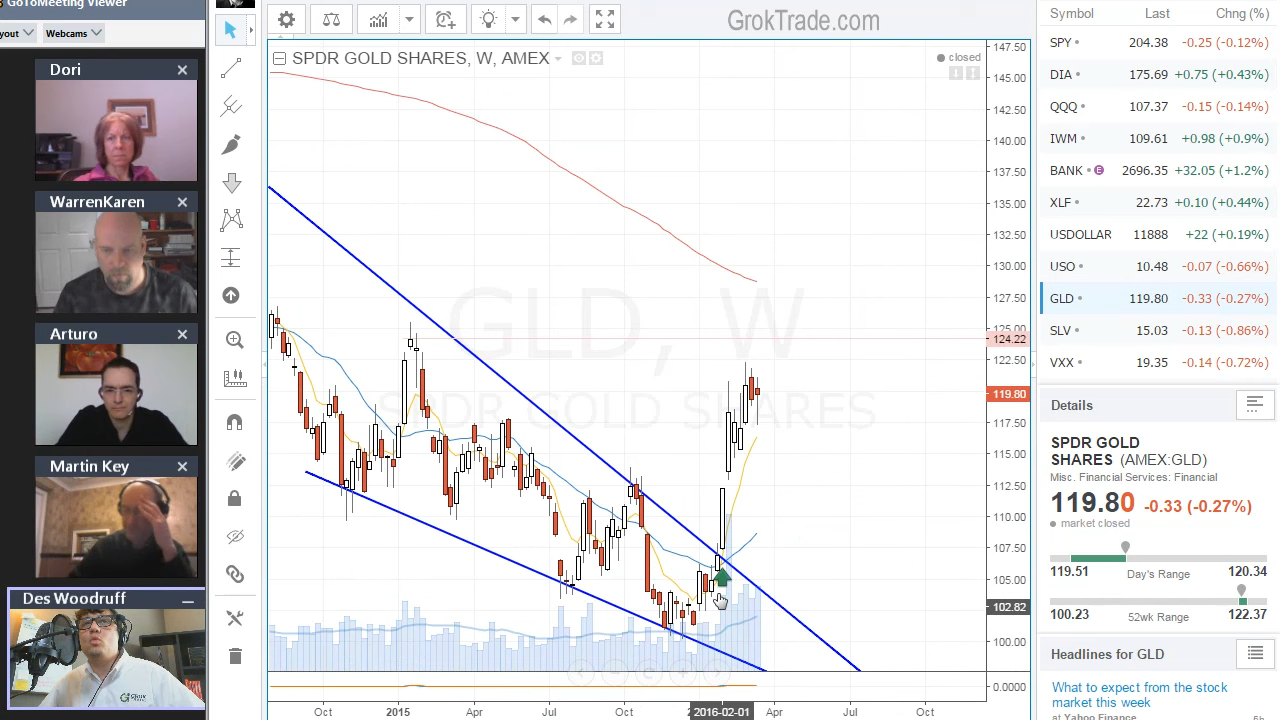 GoToMeeting Viewer
yout
Webcams
Dori
WarrenKaren
Arturo
Martin Key
Des Woodruff
GrokTrade.com
SPDR GOLD SHARES, W, AMEX
closed
GLD, W
SPDR GOLD SHARES
147.50
145.00
142.50
140.00
137.50
135.00
132.50
130.00
127.50
125.00
124.22
122.50
119.80
117.50
115.00
112.50
110.00
107.50
105.00
102.82
100.00
0.0000
Oct
2015
Apr
Jul
Oct
2016-02-01
Apr
Jul
Oct
Symbol Last Chng (%)
SPY 204.38 -0.25 (-0.12%)
DIA 175.69 +0.75 (+0.43%)
QQQ 107.37 -0.15 (-0.14%)
IWM 109.61 +0.98 (+0.9%)
BANK E 2696.35 +32.05 (+1.2%)
XLF 22.73 +0.10 (+0.44%)
USDOLLAR 11888 +22 (+0.19%)
USO 10.48 -0.07 (-0.66%)
GLD 119.80 -0.33 (-0.27%)
SLV 15.03 -0.13 (-0.86%)
VXX 19.35 -0.14 (-0.72%)
Details
SPDR GOLD
SHARES (AMEX:GLD)
Misc. Financial Services: Financial
119.80 -0.33 (-0.27%)
market closed
119.51 Day's Range 120.34
100.23 52wk Range 122.37
Headlines for GLD
What to expect from the stock
market this week
at Yahoo Finance 5h